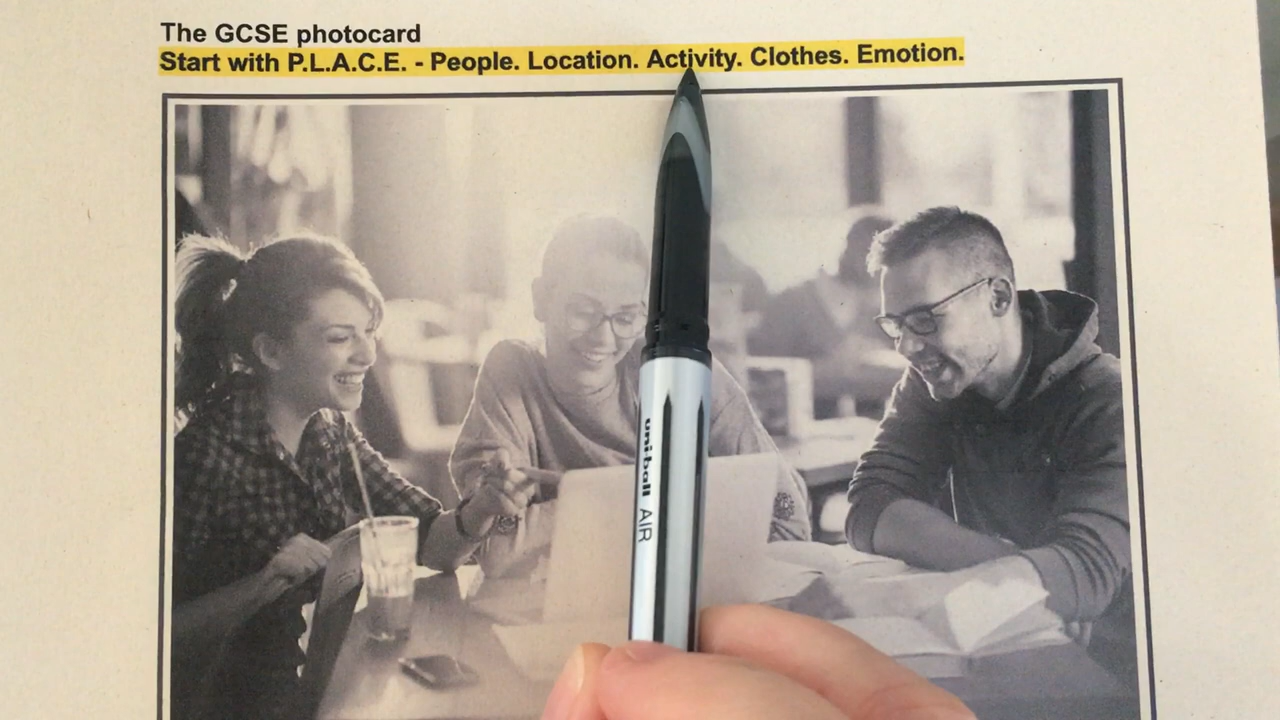 The GCSE photocard
Start with P.L.A.C.E. - People. Location. Activity. Clothes. Emotion.
uni-ball AIR